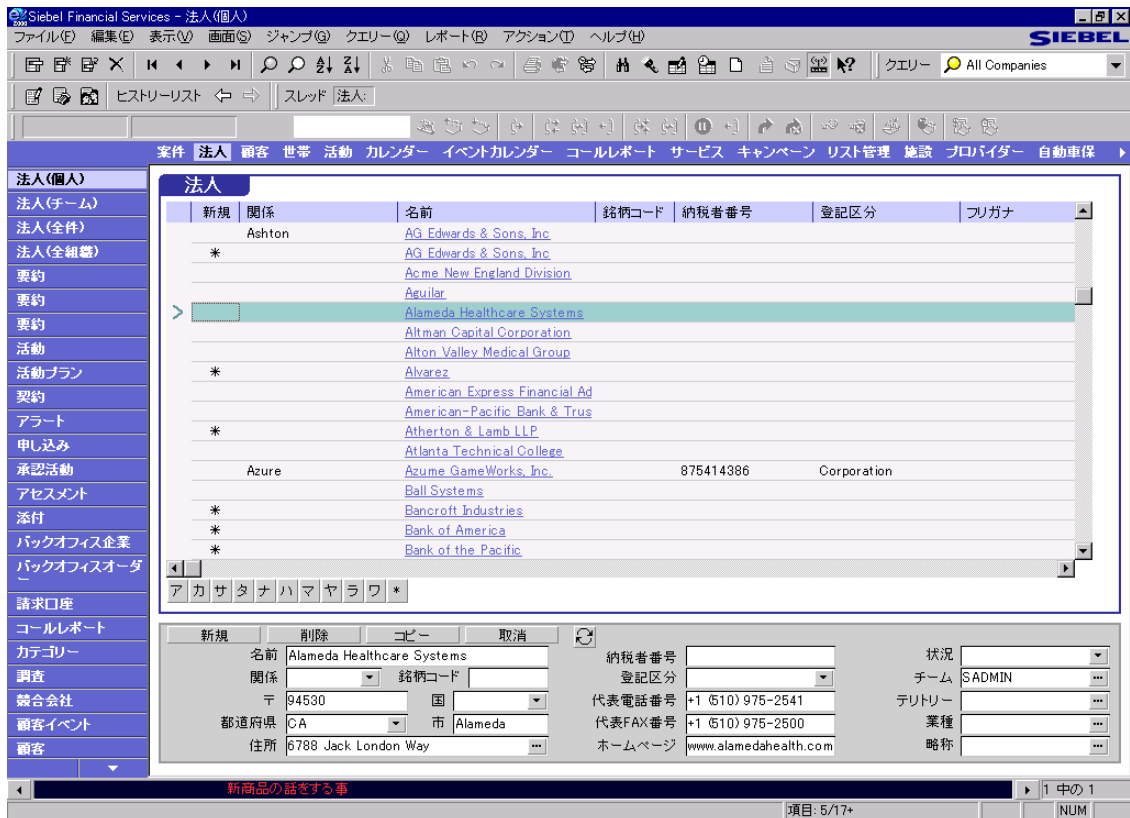 Siebel Financial Services - 法人(個人)
ファイル(F) 編集(E) 表示(V) 画面(S) ジャンプ(G) クエリー(Q) レポート(R) アクション(T) ヘルプ(H) SIEBEL
クエリー All Companies
ヒストリーリスト スレッド 法人:
案件 法人 顧客 世帯 活動 カレンダー イベントカレンダー コールレポート サービス キャンペーン リスト管理 施設 プロバイダー 自動車保
法人(個人)
法人(チーム)
法人(全件)
法人(全組織)
要約
要約
要約
活動
活動プラン
契約
アラート
申し込み
承認活動
アセスメント
添付
バックオフィス企業
バックオフィスオーダー
請求口座
コールレポート
カテゴリー
調査
競合会社
顧客イベント
顧客
法人
新規 関係 名前 銘柄コード 納税者番号 登記区分 フリガナ
Ashton AG Edwards & Sons, Inc
* AG Edwards & Sons, Inc
Acme New England Division
Aguilar
Alameda Healthcare Systems
Altman Capital Corporation
Alton Valley Medical Group
* Alvarez
American Express Financial Ad
American-Pacific Bank & Trus
* Atherton & Lamb LLP
Atlanta Technical College
Azure Azume GameWorks, Inc. 875414386 Corporation
Ball Systems
* Bancroft Industries
* Bank of America
* Bank of the Pacific
ア カ サ タ ナ ハ マ ヤ ラ ワ *
新規 削除 コピー 取消
名前 Alameda Healthcare Systems 納税者番号 状況
関係 銘柄コード 登記区分 チーム SADMIN
〒 94530 国 代表電話番号 +1 (510) 975-2541 テリトリー
都道府県 CA 市 Alameda 代表FAX番号 +1 (510) 975-2500 業種
住所 6788 Jack London Way ホームページ www.alamedahealth.com 略称
新商品の話をする事 1 中の 1
項目: 5/17+ NUM